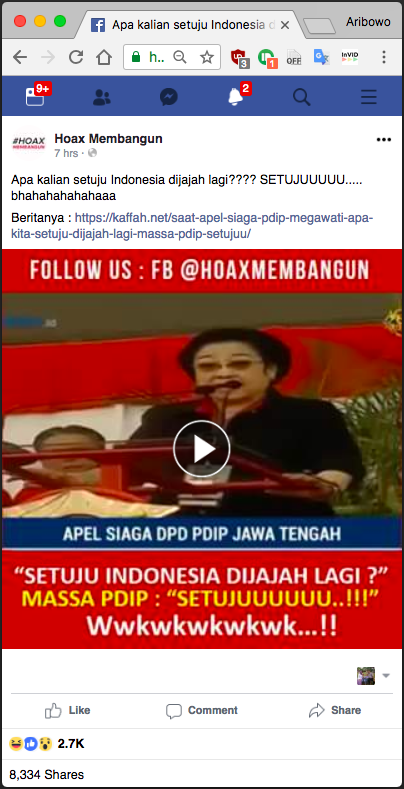 Apa kalian setuju Indonesia d
Aribowo
h..
3
1
OFF
InVID
9+
2
#HOAX
MEMBANGUN
Hoax Membangun
7 hrs ·
Apa kalian setuju Indonesia dijajah lagi???? SETUJUUUUU.....
bhahahahahahaaa
Beritanya : https://kaffah.net/saat-apel-siaga-pdip-megawati-apa-
kita-setuju-dijajah-lagi-massa-pdip-setujuu/
FOLLOW US : FB @HOAXMEMBANGUN
APEL SIAGA DPD PDIP JAWA TENGAH
“SETUJU INDONESIA DIJAJAH LAGI ?”
MASSA PDIP : “SETUJUUUUUU..!!!”
Wwkwkwkwkwk...!!
Like
Comment
Share
2.7K
8,334 Shares